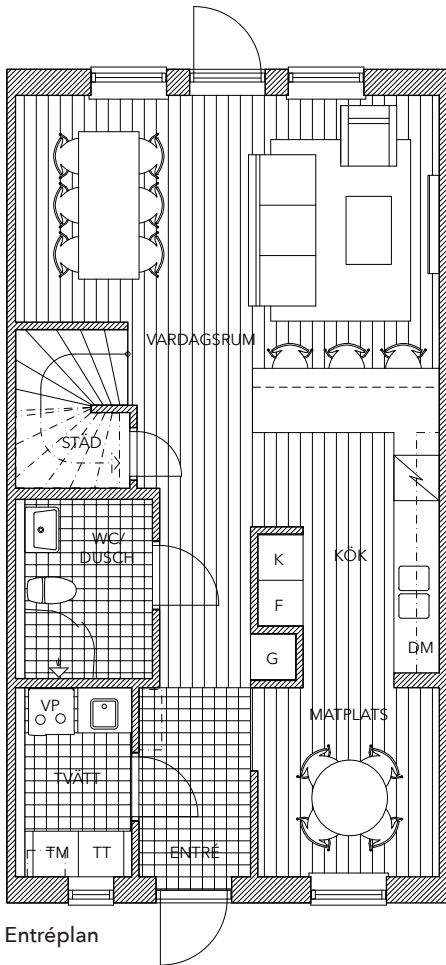 VARDAGSRUM
STÄD
WC/
DUSCH
K
F
G
KÖK
DM
VP
TVÄTT
TM
TT
ENTRÉ
MATPLATS
Entréplan